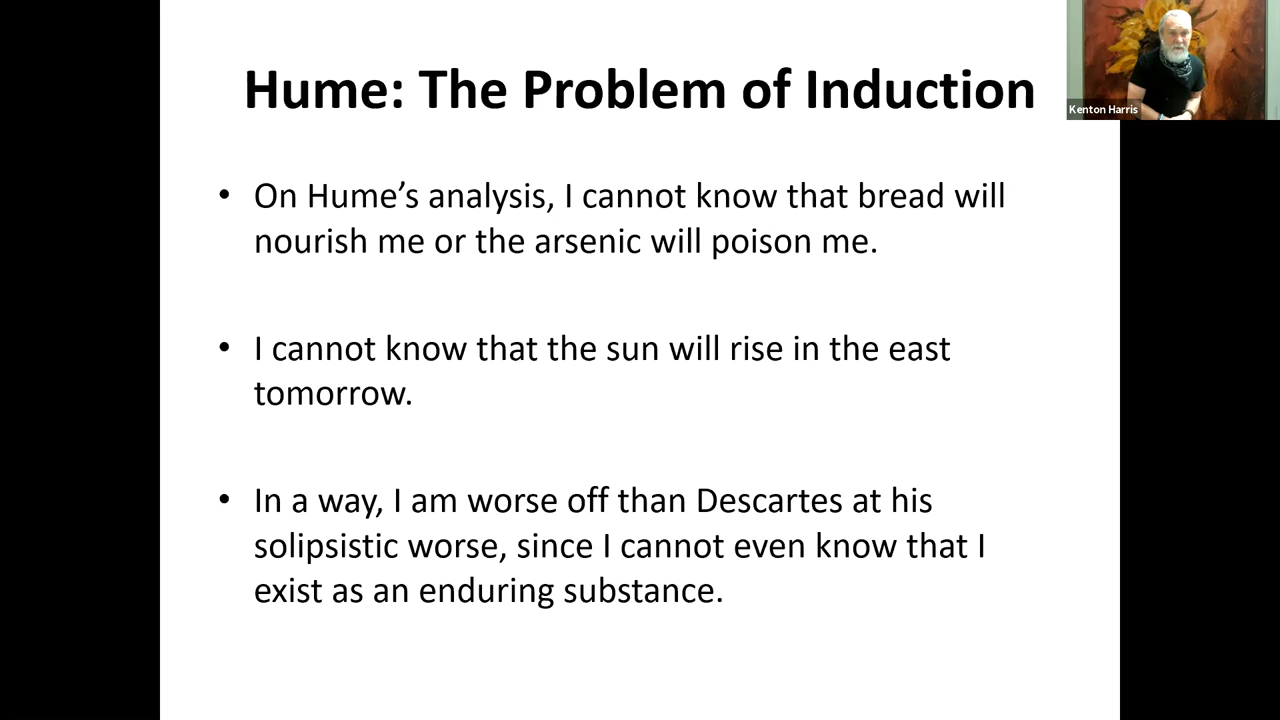 Hume: The Problem of Induction
Kenton Harris
• On Hume’s analysis, I cannot know that bread will
nourish me or the arsenic will poison me.
• I cannot know that the sun will rise in the east
tomorrow.
• In a way, I am worse off than Descartes at his
solipsistic worse, since I cannot even know that I
exist as an enduring substance.